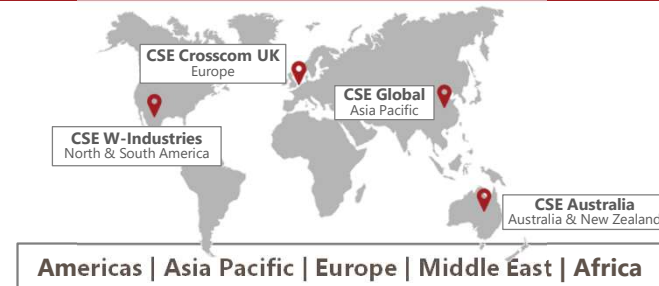 CSE Crosscom UK
Europe
CSE Global
Asia Pacific
CSE W-Industries
North & South America
CSE Australia
Australia & New Zealand
Americas | Asia Pacific | Europe | Middle East | Africa